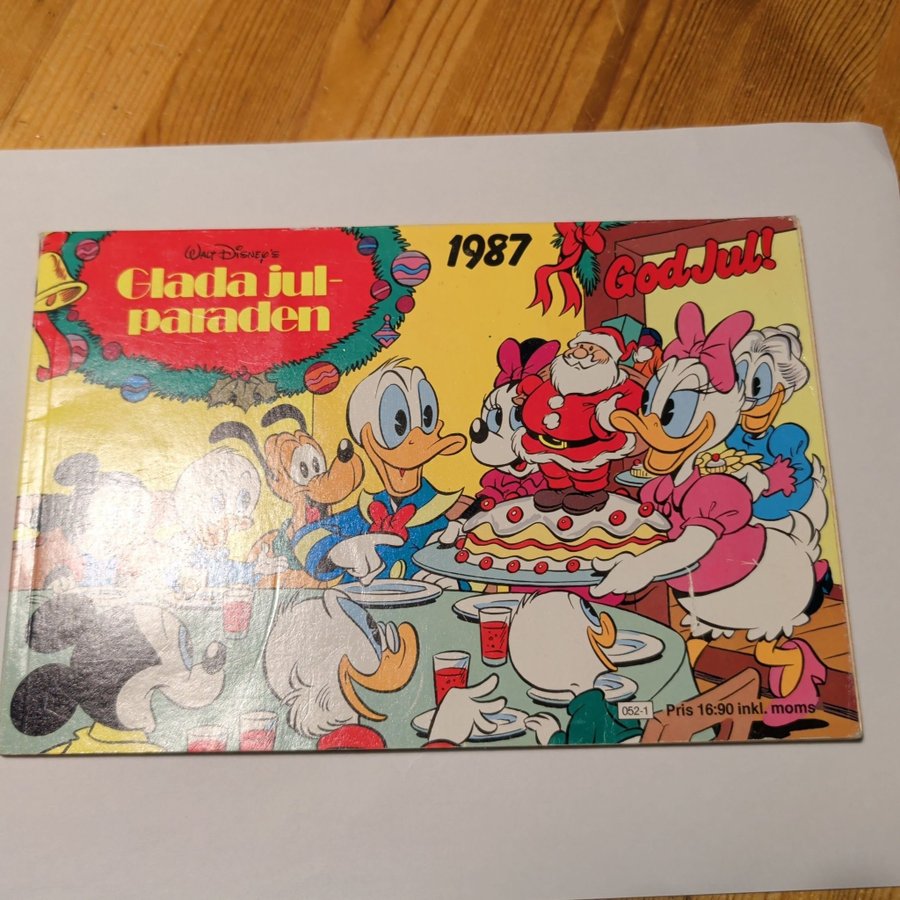 WALT DISNEY'S
Glada jul-
paraden
1987
God Jul!
052-1
Pris 16:90 inkl. moms